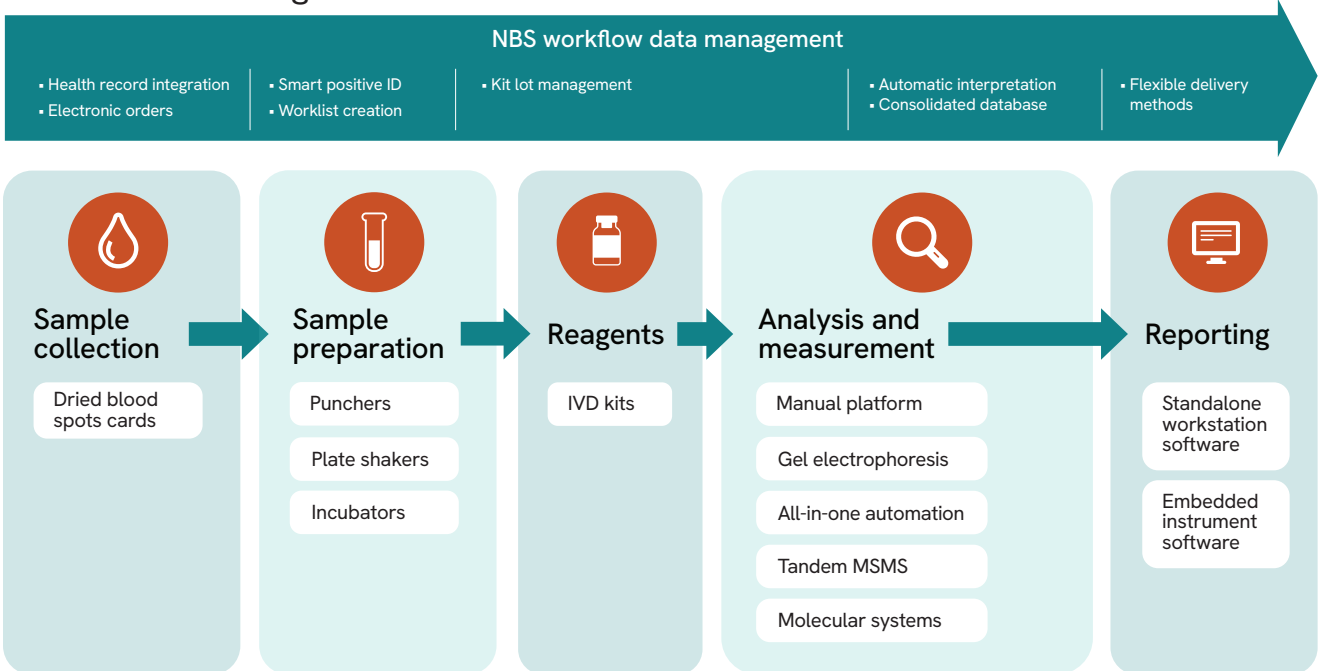 NBS workflow data management
▪ Health record integration
▪ Electronic orders
▪ Smart positive ID
▪ Worklist creation
▪ Kit lot management
▪ Automatic interpretation
▪ Consolidated database
▪ Flexible delivery
methods
Sample
collection
Dried blood
spots cards
Sample
preparation
Punchers
Plate shakers
Incubators
Reagents
IVD kits
Analysis and
measurement
Manual platform
Gel electrophoresis
All-in-one automation
Tandem MSMS
Molecular systems
Reporting
Standalone
workstation
software
Embedded
instrument
software